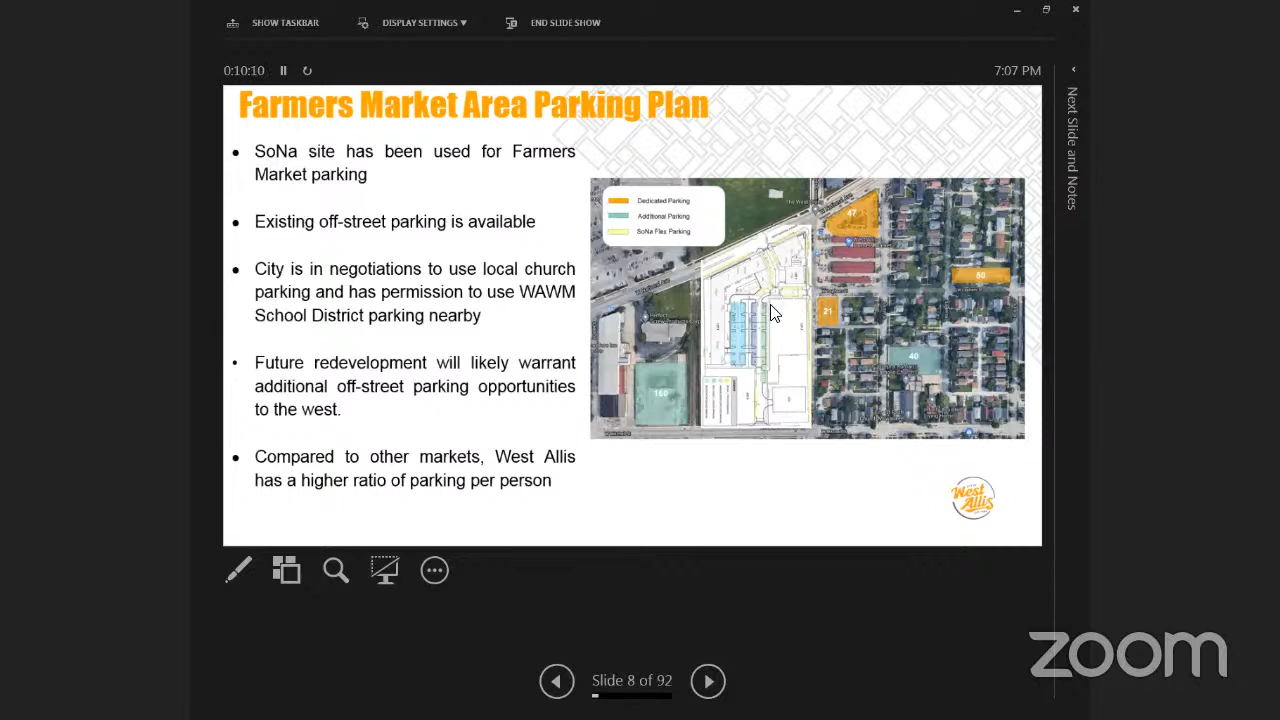 SHOW TASKBAR
DISPLAY SETTINGS ▼
END SLIDE SHOW
0:10:10
7:07 PM
Next Slide and Notes
Farmers Market Area Parking Plan
• SoNa site has been used for Farmers
Market parking
• Existing off-street parking is available
• City is in negotiations to use local church
parking and has permission to use WAWM
School District parking nearby
• Future redevelopment will likely warrant
additional off-street parking opportunities
to the west.
• Compared to other markets, West Allis
has a higher ratio of parking per person
Dedicated Parking
Additional Parking
SoNa Flex Parking
47
50
21
40
160
West
Allis
Slide 8 of 92
zoom